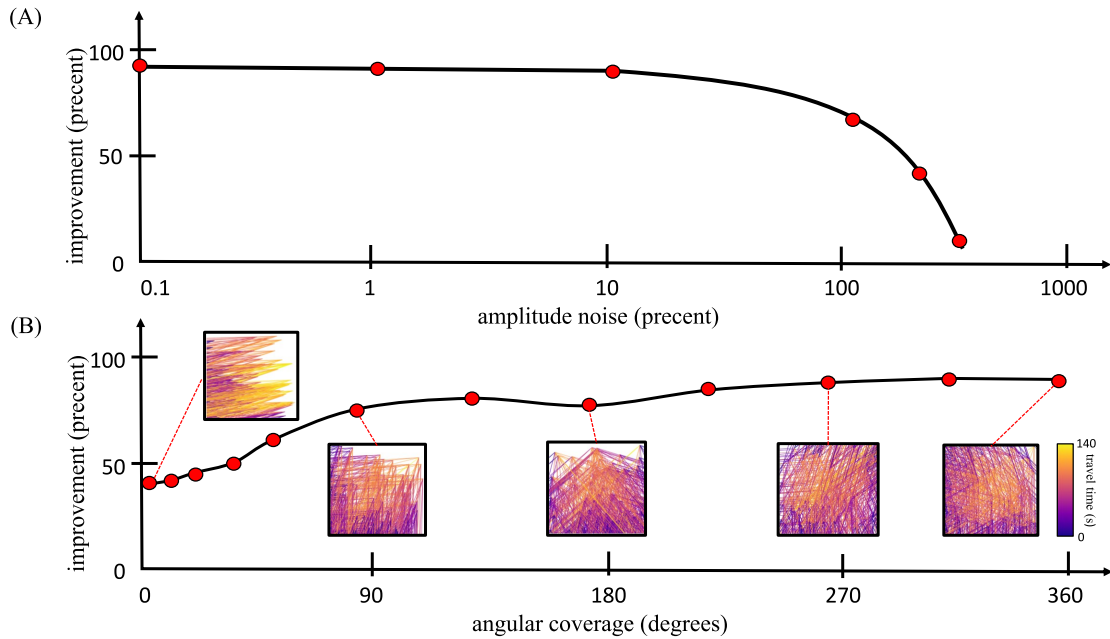 (A)
improvement (precent)
100
50
0
0.1
1
10
100
1000
amplitude noise (precent)
(B)
improvement (precent)
100
50
0
140
travel time (s)
0
0
90
180
270
360
angular coverage (degrees)